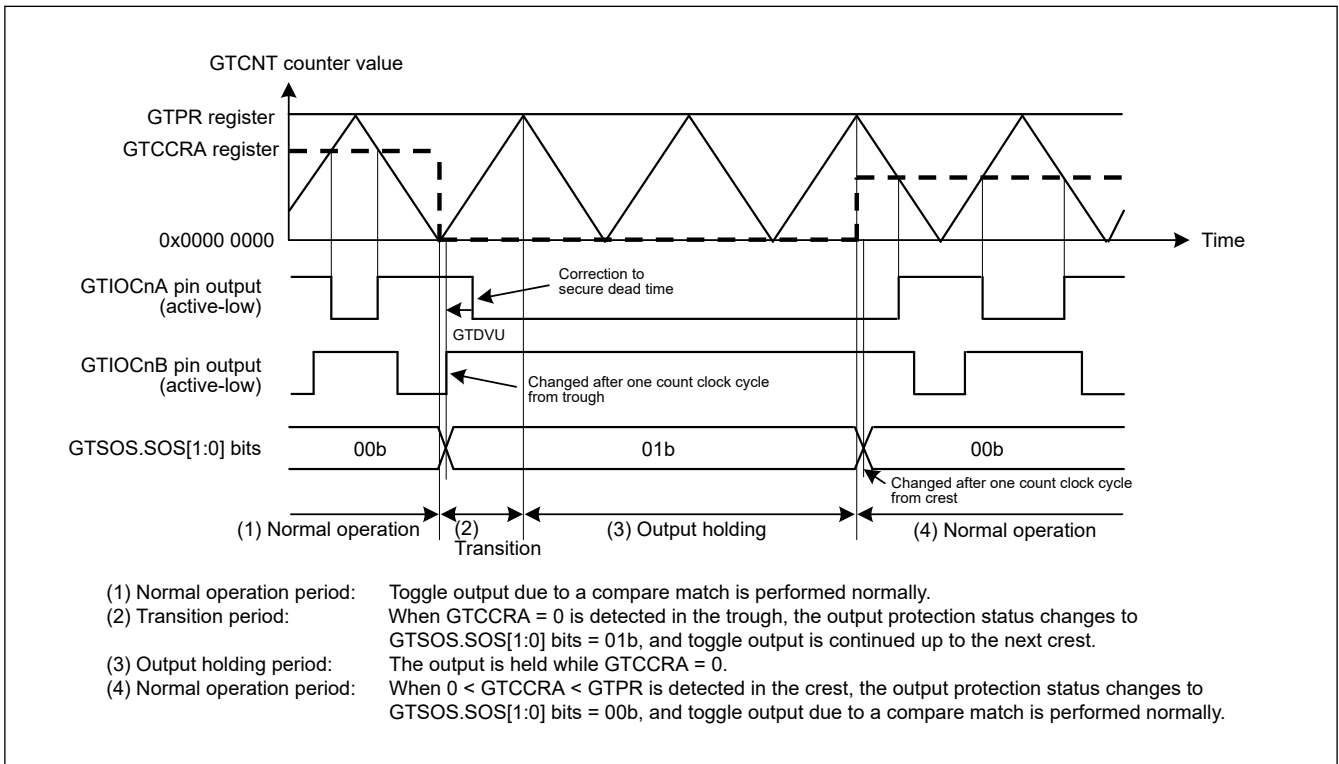 GTCNT counter value
GTPR register
GTCCRA register
0x0000 0000
Time
GTIOCnA pin output
(active-low)
Correction to
secure dead time
GTDVU
GTIOCnB pin output
(active-low)
Changed after one count clock cycle
from trough
GTSOS.SOS[1:0] bits
00b
01b
00b
Changed after one count clock cycle
from crest
(1) Normal operation
(2)
Transition
(3) Output holding
(4) Normal operation
(1) Normal operation period: Toggle output due to a compare match is performed normally.
(2) Transition period: When GTCCRA = 0 is detected in the trough, the output protection status changes to
GTSOS.SOS[1:0] bits = 01b, and toggle output is continued up to the next crest.
(3) Output holding period: The output is held while GTCCRA = 0.
(4) Normal operation period: When 0 < GTCCRA < GTPR is detected in the crest, the output protection status changes to
GTSOS.SOS[1:0] bits = 00b, and toggle output due to a compare match is performed normally.